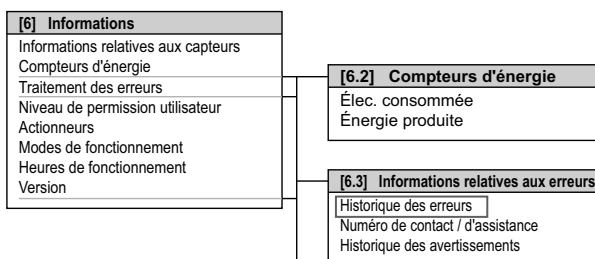 [6] Informations
Informations relatives aux capteurs
Compteurs d'énergie
Traitement des erreurs
Niveau de permission utilisateur
Actionneurs
Modes de fonctionnement
Heures de fonctionnement
Version
[6.2] Compteurs d'énergie
Élec. consommée
Énergie produite
[6.3] Informations relatives aux erreurs
Historique des erreurs
Numéro de contact / d'assistance
Historique des avertissements